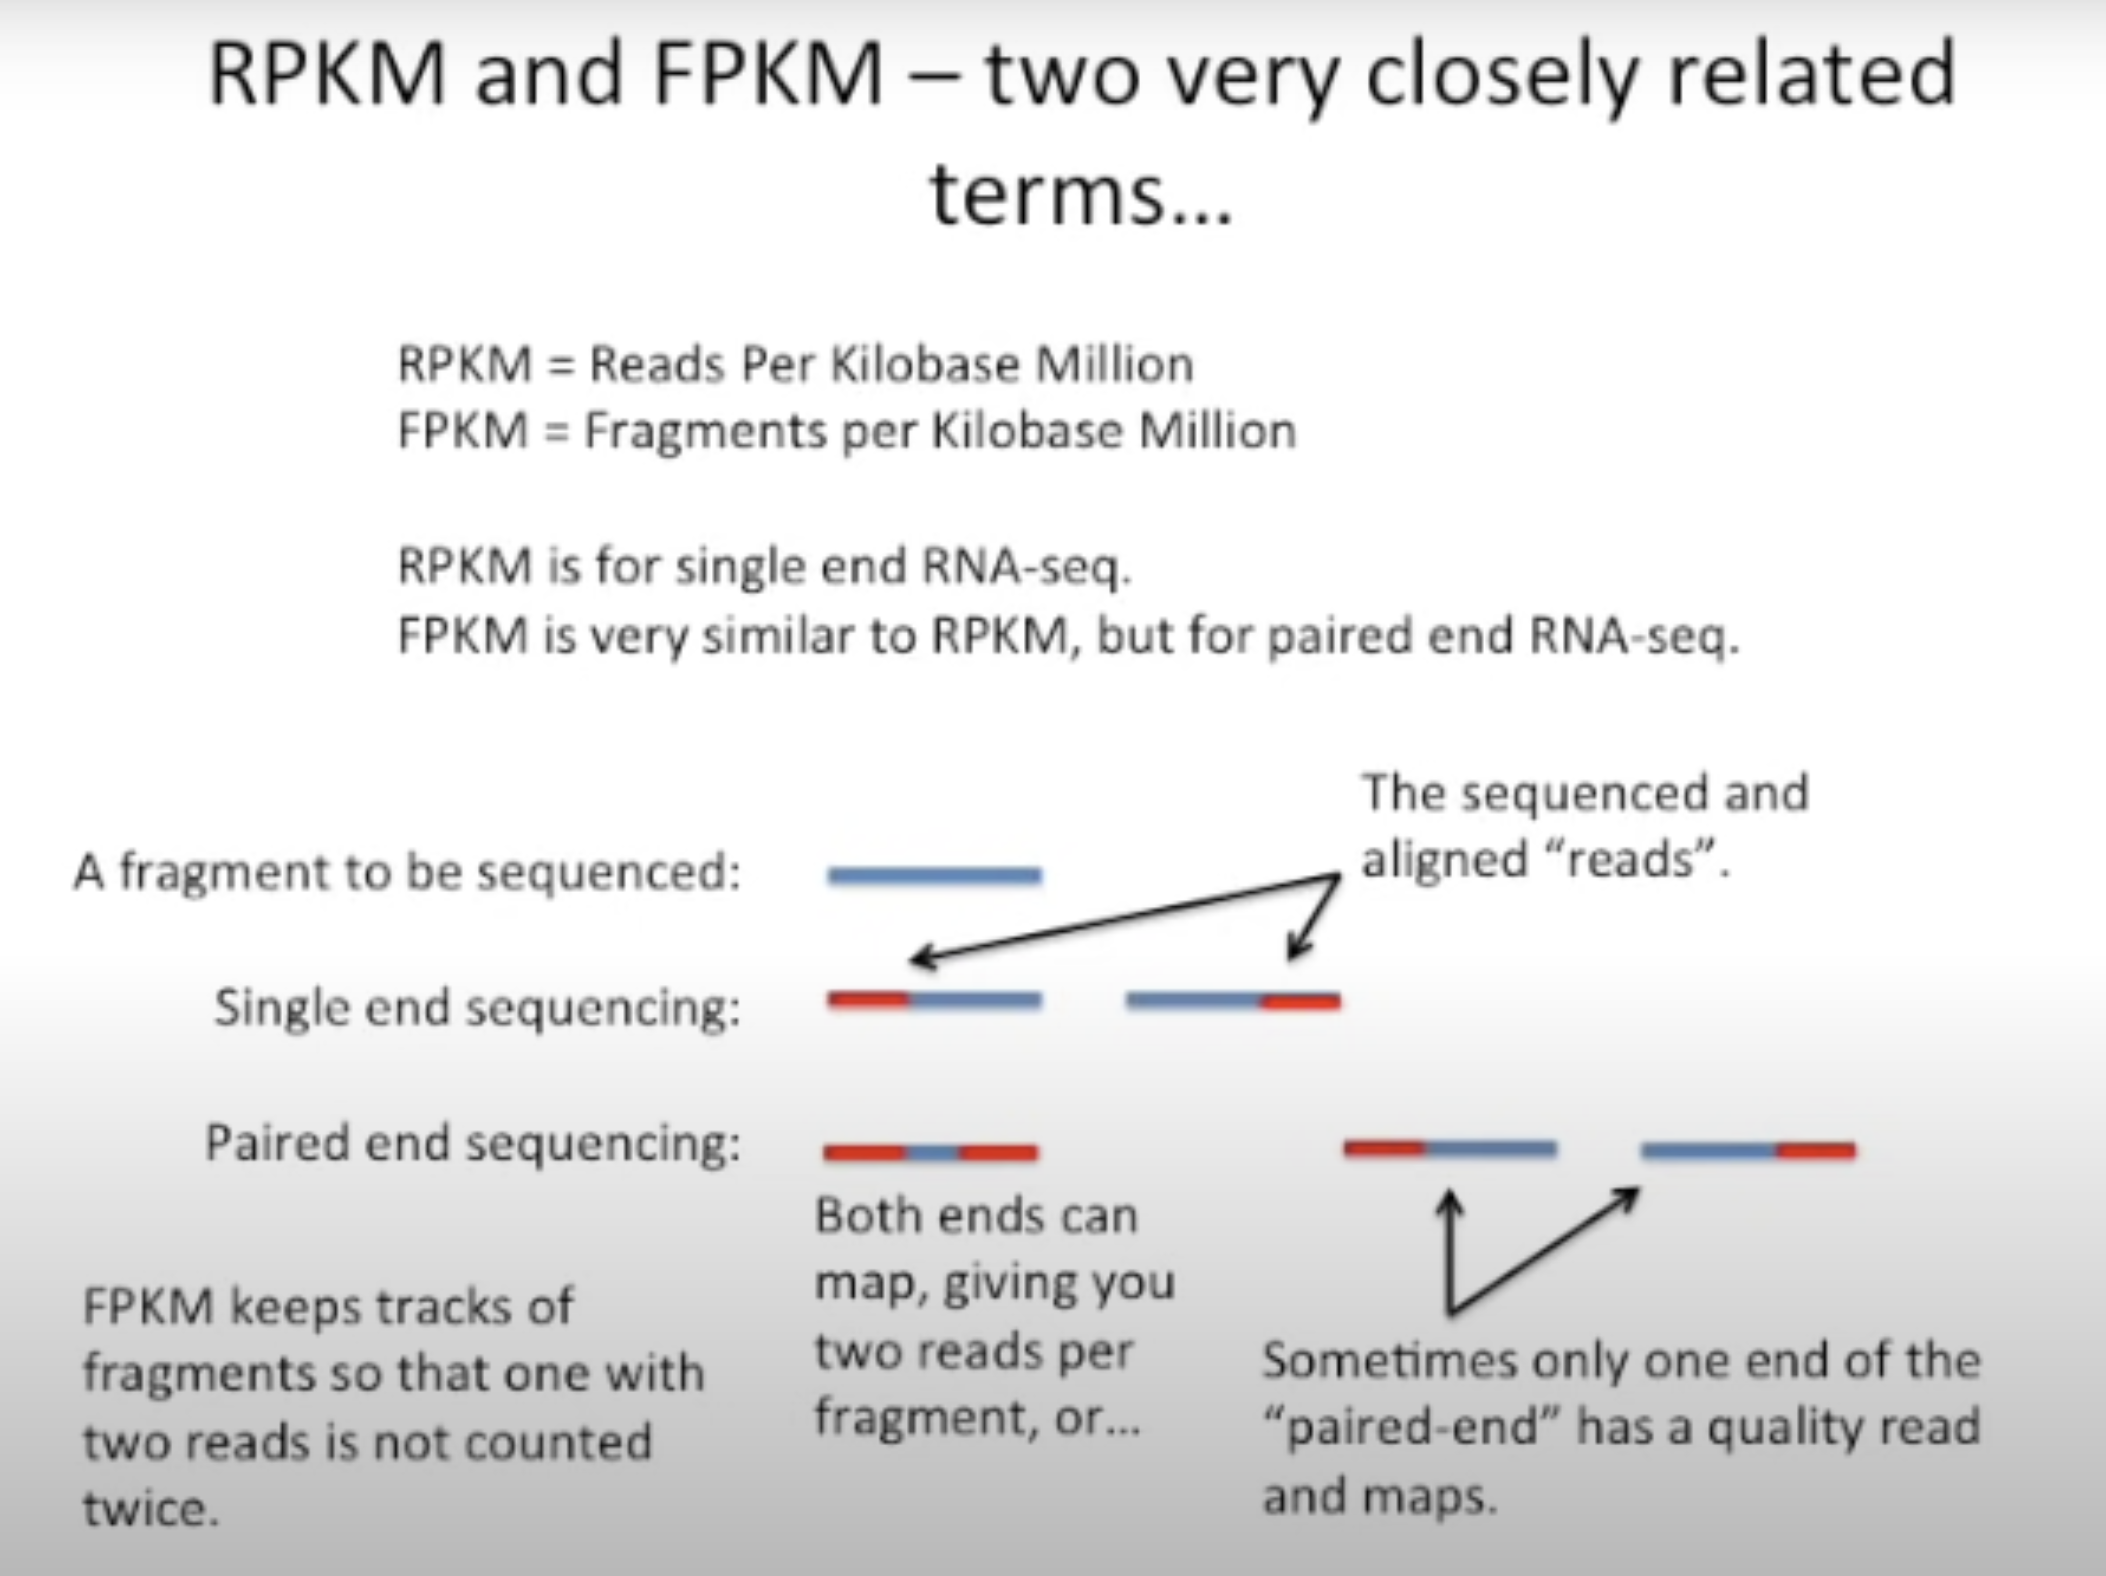 RPKM and FPKM – two very closely related
terms...
RPKM = Reads Per Kilobase Million
FPKM = Fragments per Kilobase Million
RPKM is for single end RNA-seq.
FPKM is very similar to RPKM, but for paired end RNA-seq.
The sequenced and
aligned “reads”.
A fragment to be sequenced:
Single end sequencing:
Paired end sequencing:
Both ends can
map, giving you
two reads per
fragment, or...
FPKM keeps tracks of
fragments so that one with
two reads is not counted
twice.
Sometimes only one end of the
“paired-end” has a quality read
and maps.